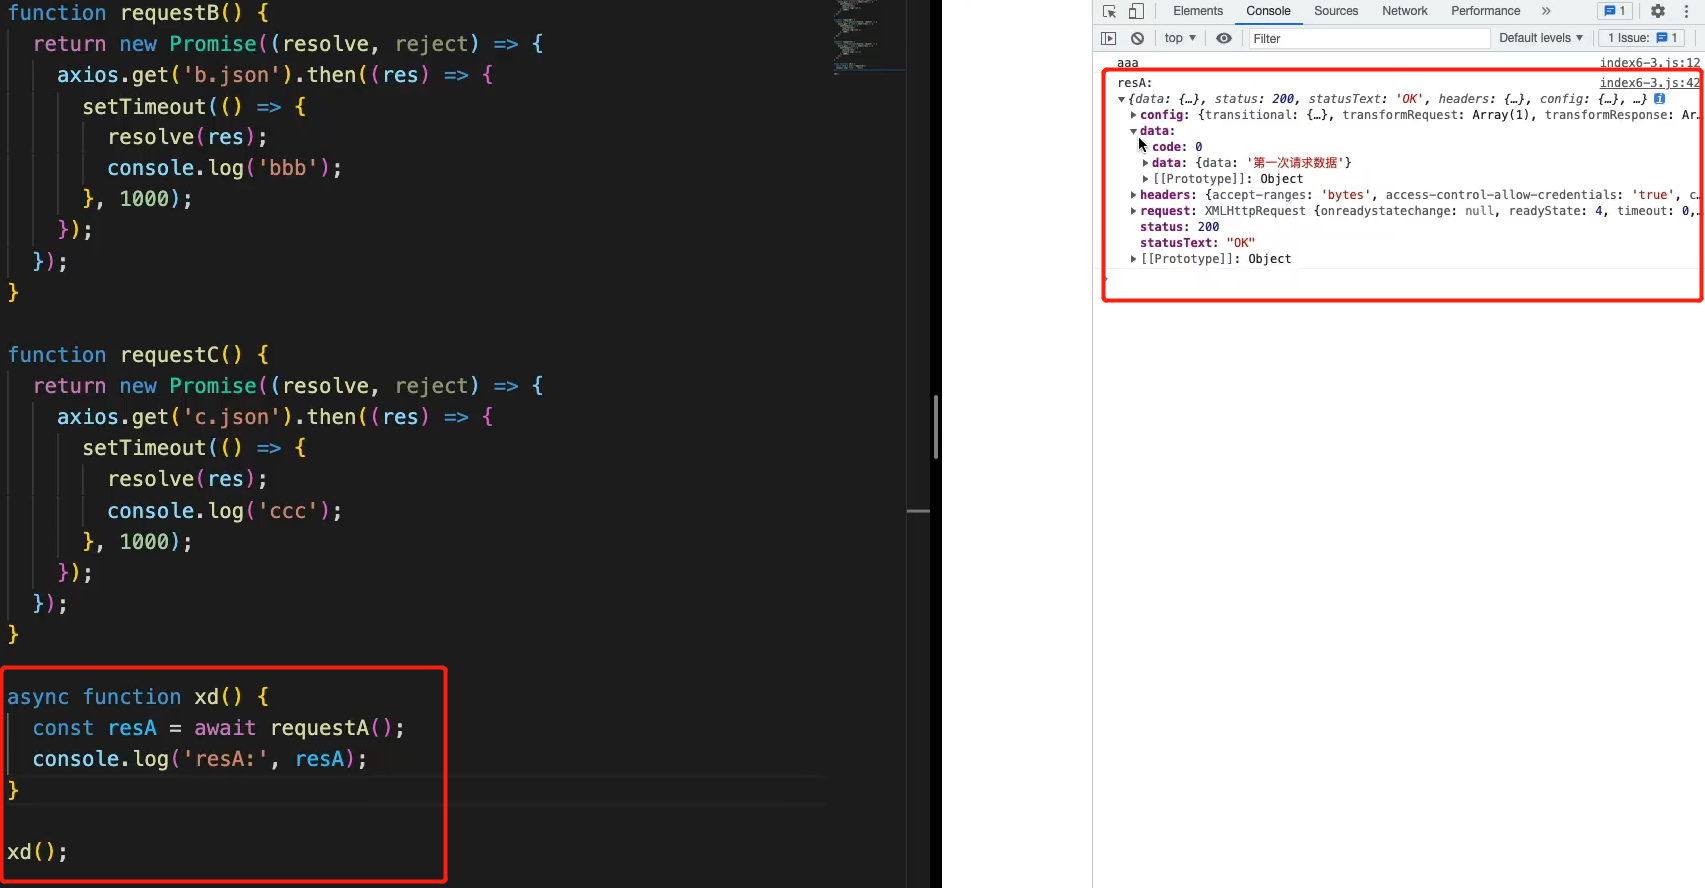 function requestB() {
return new Promise((resolve, reject) => {
axios.get('b.json').then((res) => {
setTimeout(() => {
resolve(res);
console.log('bbb');
}, 1000);
});
});
}
function requestC() {
return new Promise((resolve, reject) => {
axios.get('c.json').then((res) => {
setTimeout(() => {
resolve(res);
console.log('ccc');
}, 1000);
});
});
}
async function xd() {
const resA = await requestA();
console.log('resA:', resA);
}
xd();
Elements Console Sources Network Performance » 1
top Filter Default levels 1 Issue: 1
aaa index6-3.js:12
resA: index6-3.js:42
{data: {…}, status: 200, statusText: 'OK', headers: {…}, config: {…}, …}
config: {transitional: {…}, transformRequest: Array(1), transformResponse: Ar…
data:
code: 0
data: {data: '第一次请求数据'}
[[Prototype]]: Object
headers: {accept-ranges: 'bytes', access-control-allow-credentials: 'true', c…
request: XMLHttpRequest {onreadystatechange: null, readyState: 4, timeout: 0,…
status: 200
statusText: "OK"
[[Prototype]]: Object